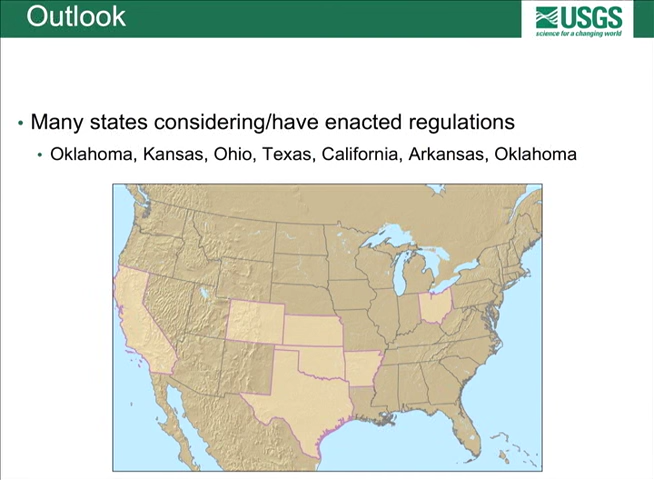 Outlook
USGS
science for a changing world
• Many states considering/have enacted regulations
• Oklahoma, Kansas, Ohio, Texas, California, Arkansas, Oklahoma